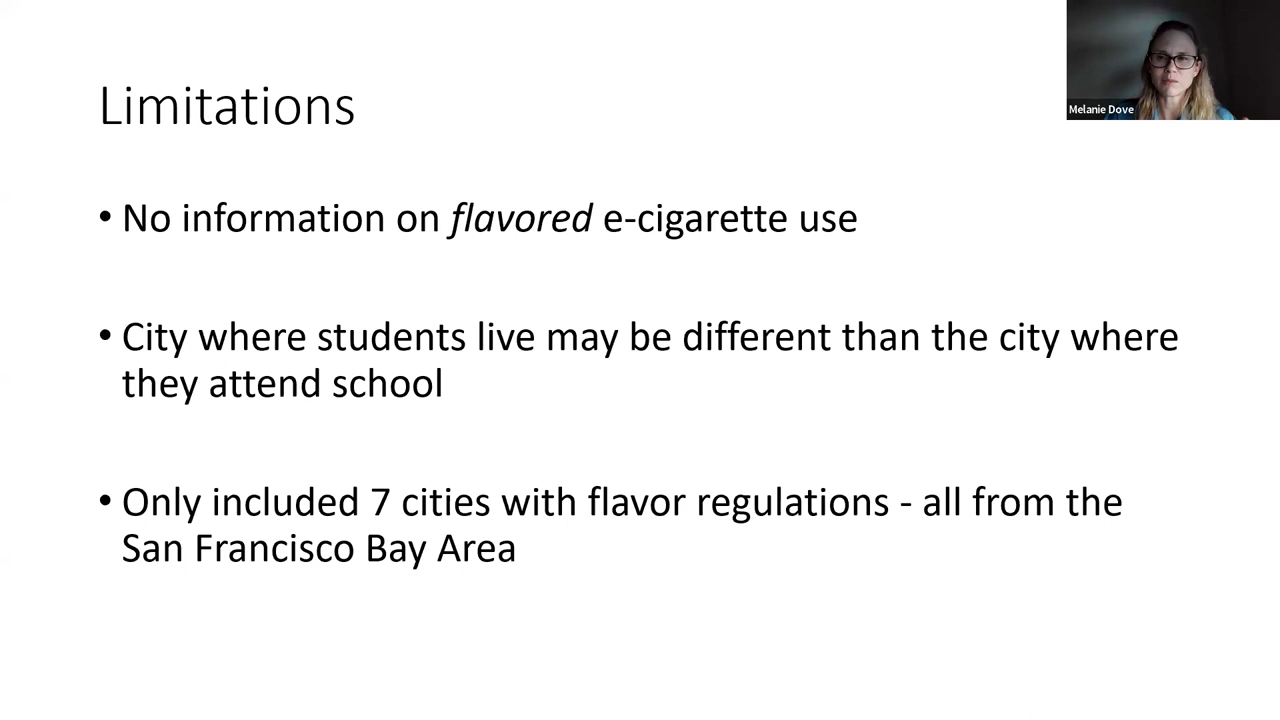 Limitations
Melanie Dove
• No information on flavored e-cigarette use
• City where students live may be different than the city where
they attend school
• Only included 7 cities with flavor regulations - all from the
San Francisco Bay Area